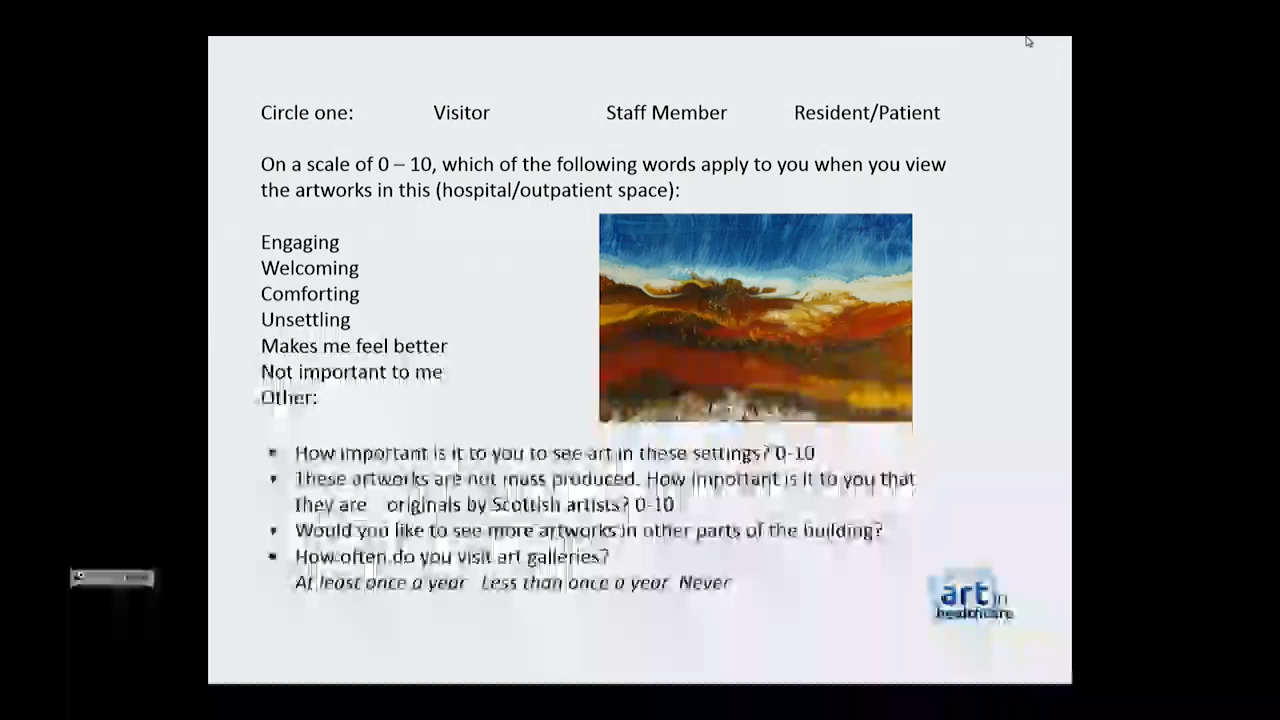 Circle one: Visitor Staff Member Resident/Patient
On a scale of 0 – 10, which of the following words apply to you when you view
the artworks in this (hospital/outpatient space):
Engaging
Welcoming
Comforting
Unsettling
Makes me feel better
Not important to me
Other:
• How important is it to you to see art in these settings? 0-10
• These artworks are not mass produced. How important is it to you that
they are originals by Scottish artists? 0-10
• Would you like to see more artworks in other parts of the building?
• How often do you visit art galleries?
At least once a year Less than once a year Never
art in
healthcare